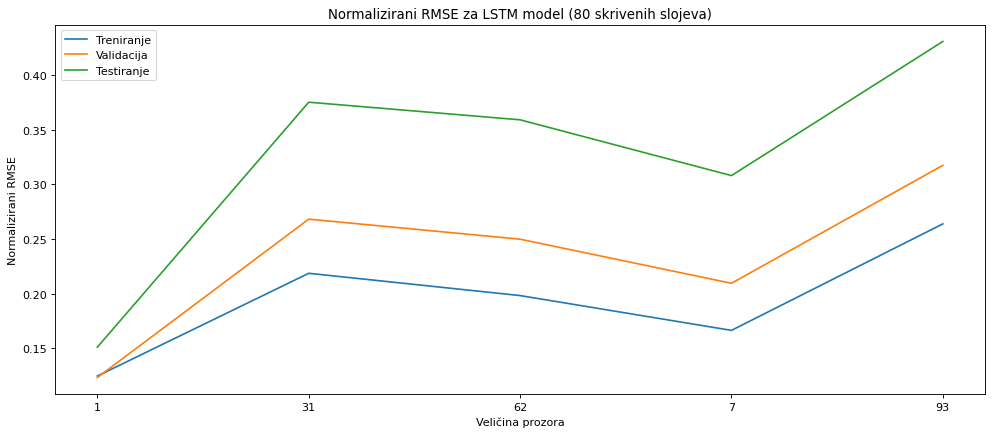 Normalizirani RMSE za LSTM model (80 skrivenih slojeva)
Treniranje
Validacija
Testiranje
Normalizirani RMSE
0.40
0.35
0.30
0.25
0.20
0.15
1 31 62 7 93
Veličina prozora